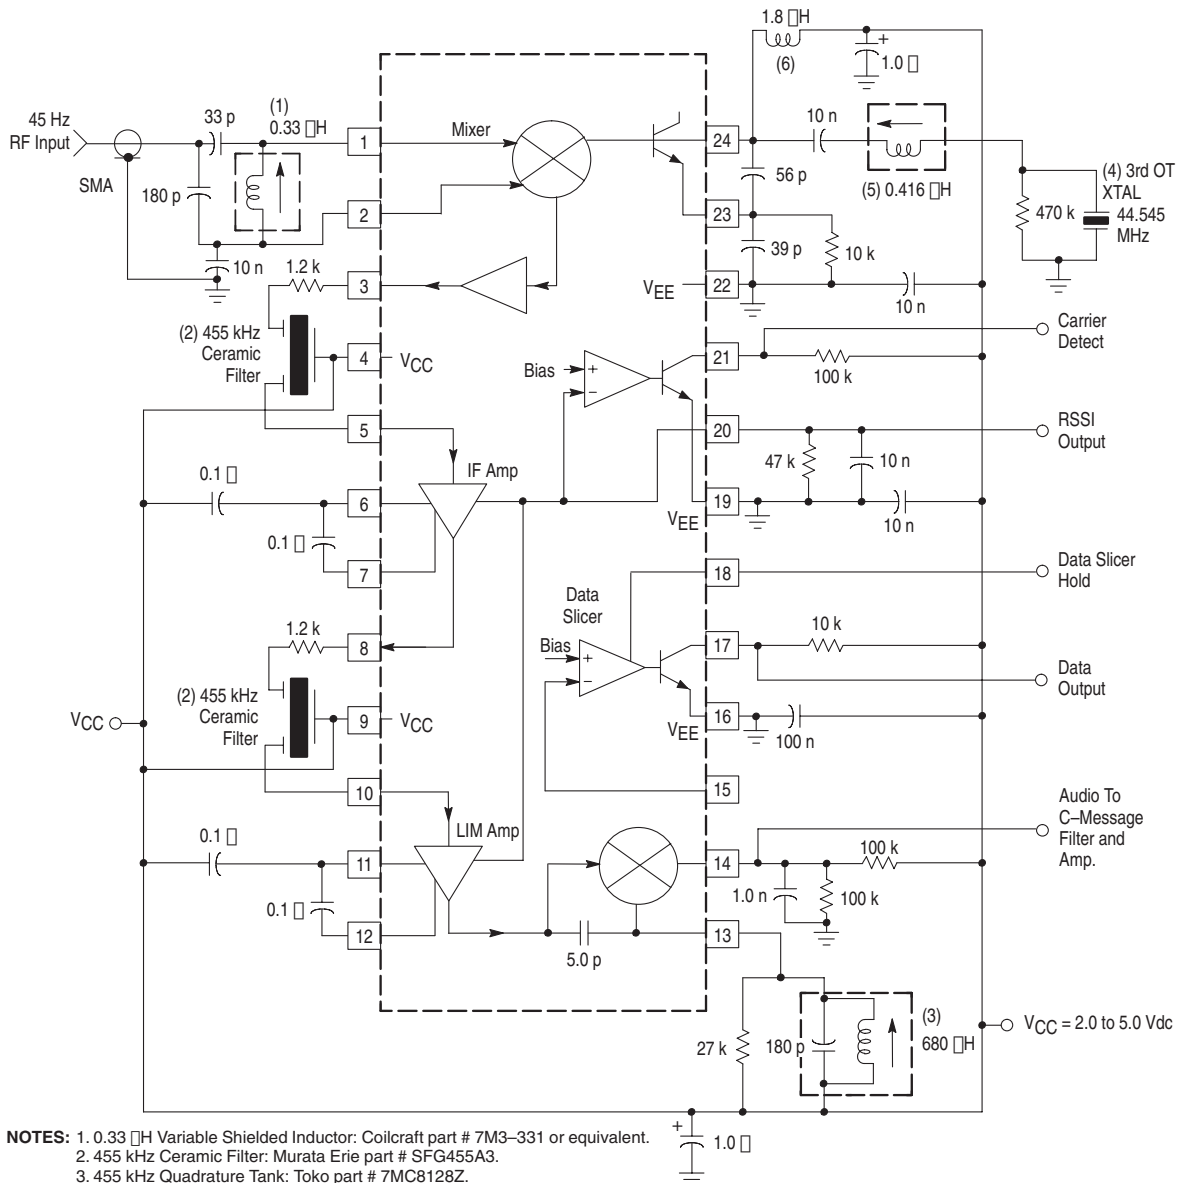 1.8 □H
(6)
+
1.0 □
45 Hz
RF Input
SMA
33 p
(1)
0.33 □H
180 p
10 n
1
Mixer
24
10 n
(5) 0.416 □H
(4) 3rd OT
XTAL
44.545
MHz
470 k
56 p
2
23
39 p
10 k
1.2 k
3
VEE
22
10 n
(2) 455 kHz
Ceramic
Filter
4
VCC
Bias
+
−
21
100 k
Carrier
Detect
5
20
RSSI
Output
47 k
10 n
IF Amp
0.1 □
6
VEE
19
10 n
0.1 □
7
18
Data Slicer
Hold
Data
Slicer
1.2 k
8
Bias
+
−
17
10 k
Data
Output
(2) 455 kHz
Ceramic
Filter
VCC
9
VCC
VEE
16
100 n
10
15
Audio To
C–Message
Filter and
Amp.
LIM Amp
0.1 □
11
14
100 k
1.0 n
100 k
0.1 □
12
13
5.0 p
27 k
180 p
(3)
680 □H
VCC = 2.0 to 5.0 Vdc
+
1.0 □
NOTES: 1. 0.33 □H Variable Shielded Inductor: Coilcraft part # 7M3–331 or equivalent.
2. 455 kHz Ceramic Filter: Murata Erie part # SFG455A3.
3. 455 kHz Quadrature Tank: Toko part # 7MC8128Z.